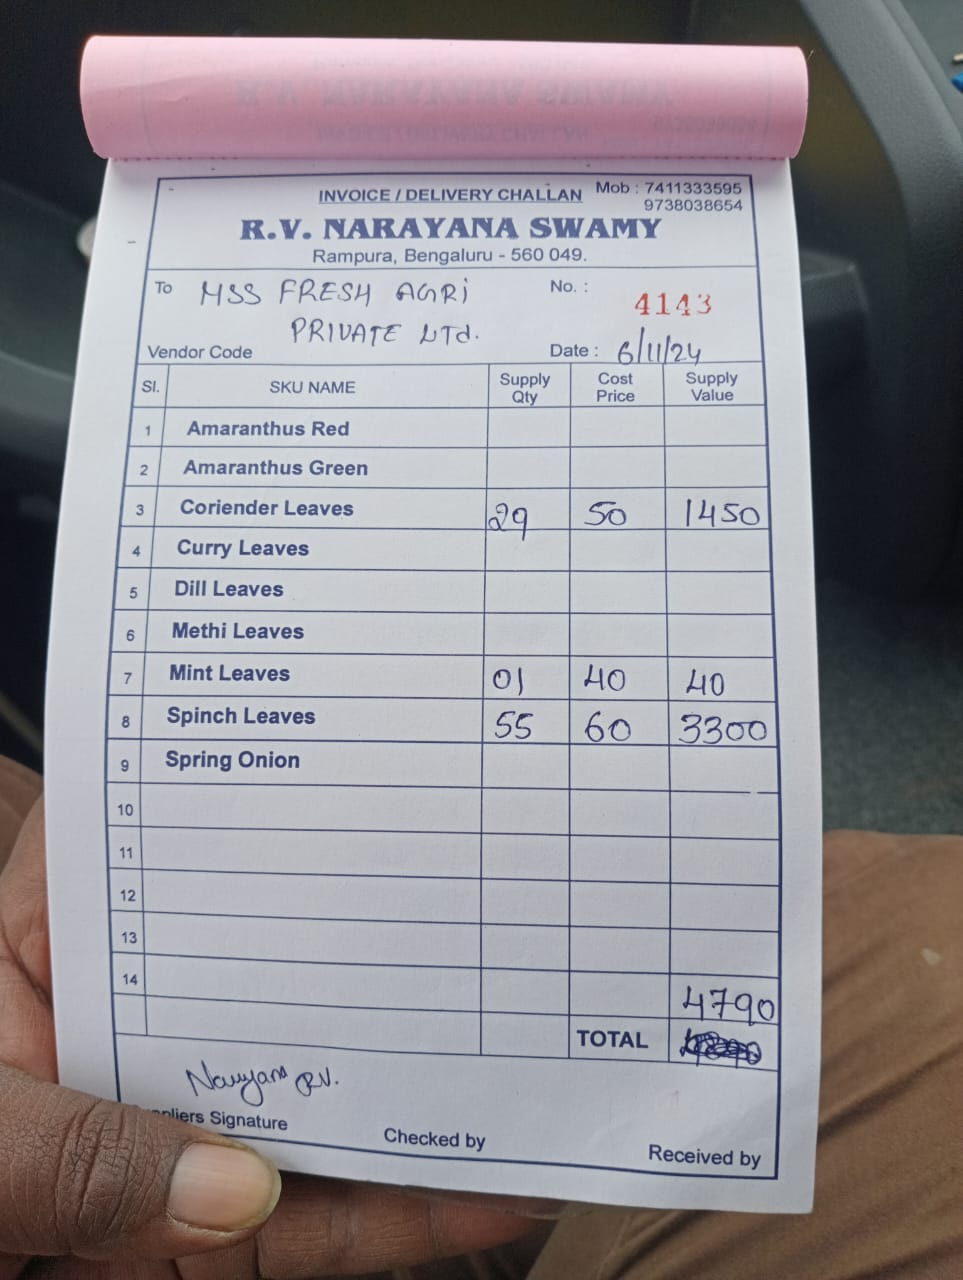 INVOICE / DELIVERY CHALLAN Mob : 7411333595
9738038654
R.V. NARAYANA SWAMY
Rampura, Bengaluru - 560 049.
To MSS FRESH AGRI No. : 4143
PRIVATE LTd.
Vendor Code Date : 6/11/24
Sl. SKU NAME Supply Qty Cost Price Supply Value
1 Amaranthus Red
2 Amaranthus Green
3 Coriender Leaves 29 50 1450
4 Curry Leaves
5 Dill Leaves
6 Methi Leaves
7 Mint Leaves 01 40 40
8 Spinch Leaves 55 60 3300
9 Spring Onion
10
11
12
13
14
4790
TOTAL
R.V.
Signature Checked by Received by